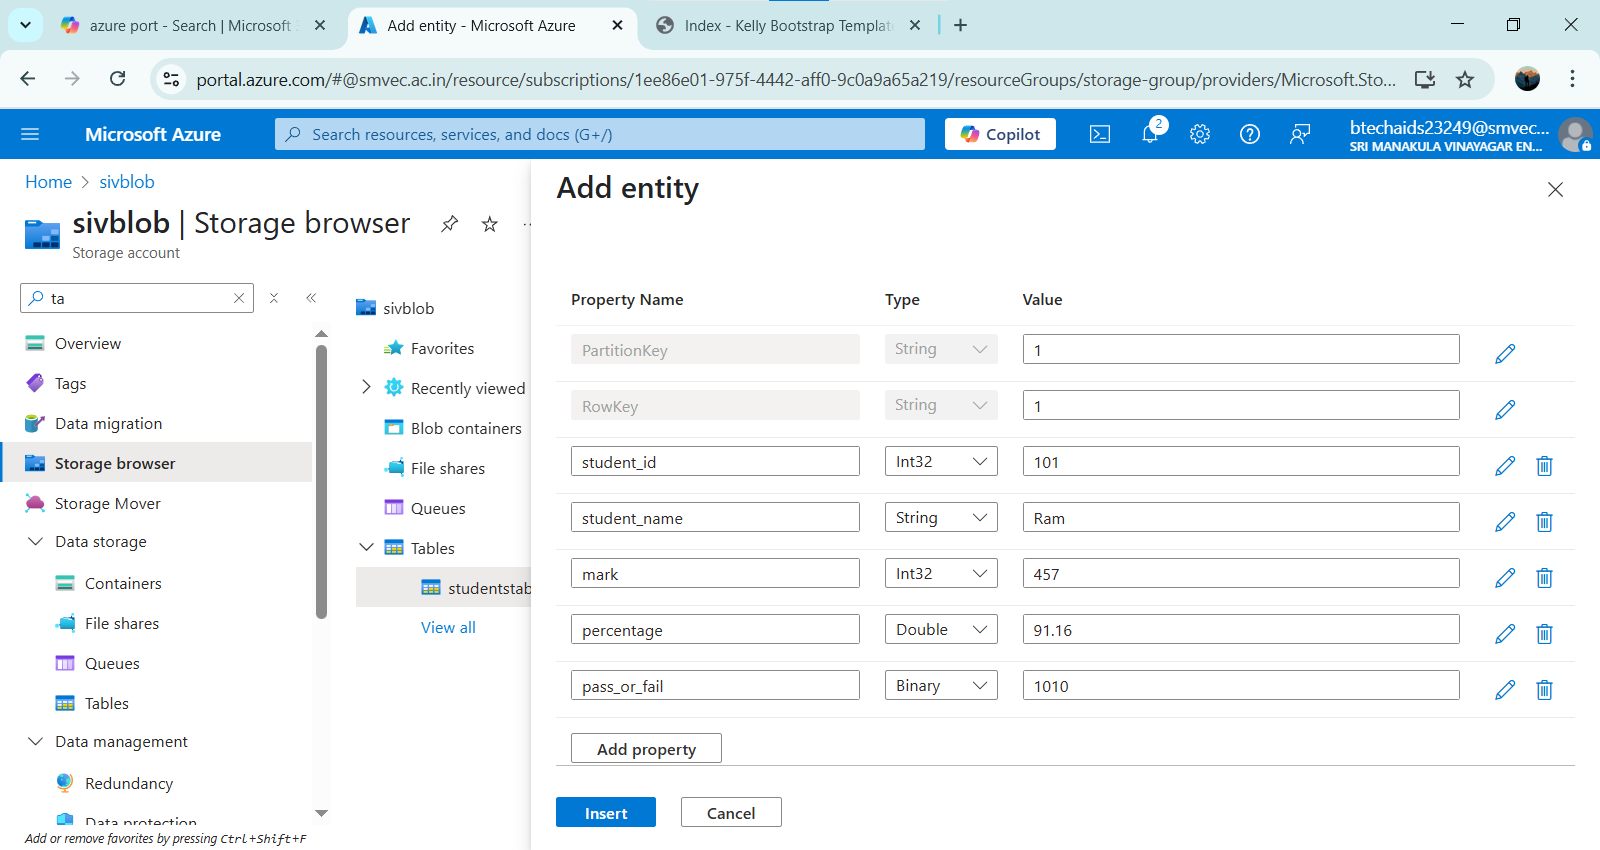 azure port - Search | Microsoft
Add entity - Microsoft Azure
Index - Kelly Bootstrap Template
portal.azure.com/#@smvec.ac.in/resource/subscriptions/1ee86e01-975f-4442-aff0-9c0a9a65a219/resourceGroups/storage-group/providers/Microsoft.Sto...
Microsoft Azure
Search resources, services, and docs (G+/)
Copilot
2
btechaids23249@smvec...
SRI MANAKULA VINAYAGAR EN...
Home > sivblob
sivblob | Storage browser
Storage account
ta
Overview
Tags
Data migration
Storage browser
Storage Mover
Data storage
Containers
File shares
Queues
Tables
Data management
Redundancy
Data protection
Add or remove favorites by pressing Ctrl+Shift+F
sivblob
Favorites
Recently viewed
Blob containers
File shares
Queues
Tables
studentstab
View all
Add entity
Property Name Type Value
PartitionKey String 1
RowKey String 1
student_id Int32 101
student_name String Ram
mark Int32 457
percentage Double 91.16
pass_or_fail Binary 1010
Add property
Insert Cancel